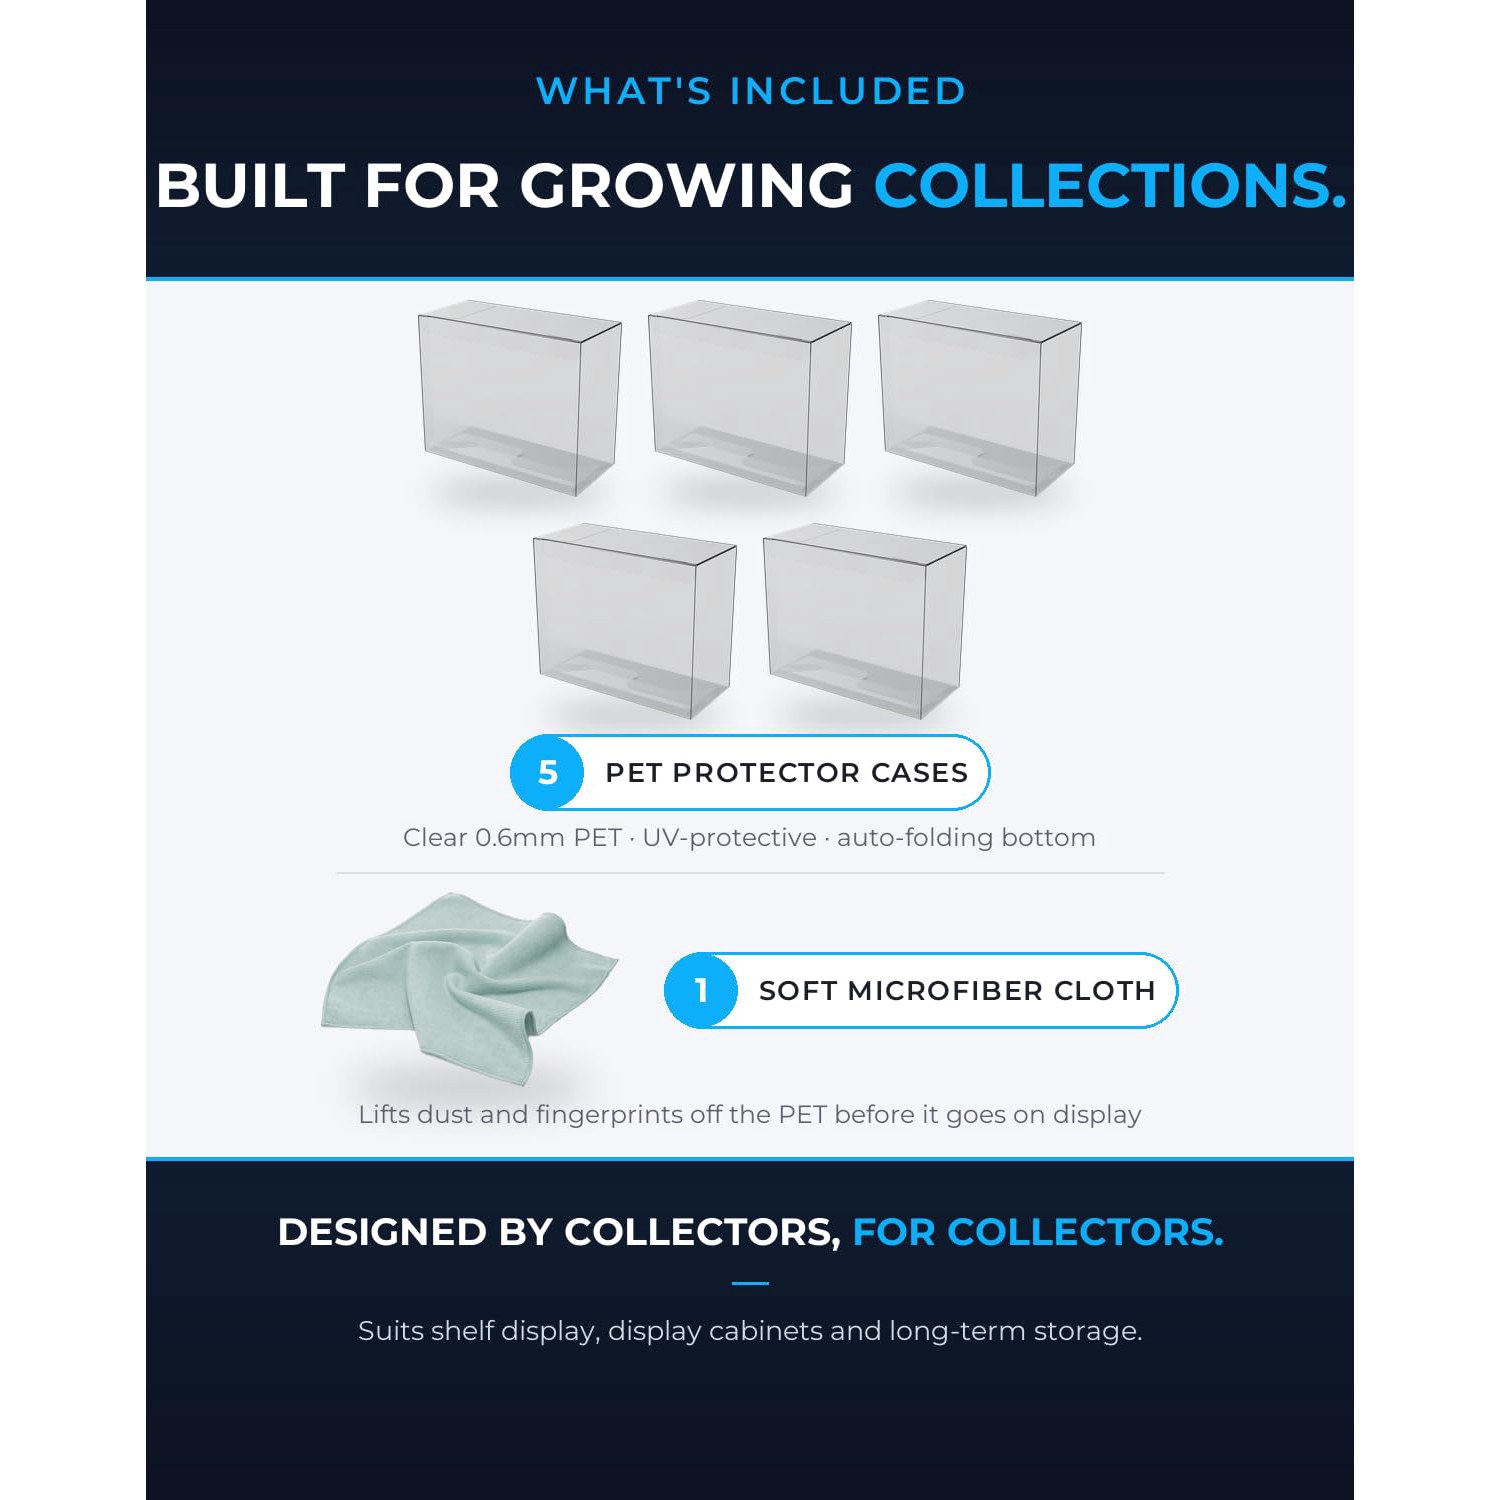 WHAT'S INCLUDED
BUILT FOR GROWING COLLECTIONS.
5 PET PROTECTOR CASES
Clear 0.6mm PET · UV-protective · auto-folding bottom
1 SOFT MICROFIBER CLOTH
Lifts dust and fingerprints off the PET before it goes on display
DESIGNED BY COLLECTORS, FOR COLLECTORS.
Suits shelf display, display cabinets and long-term storage.